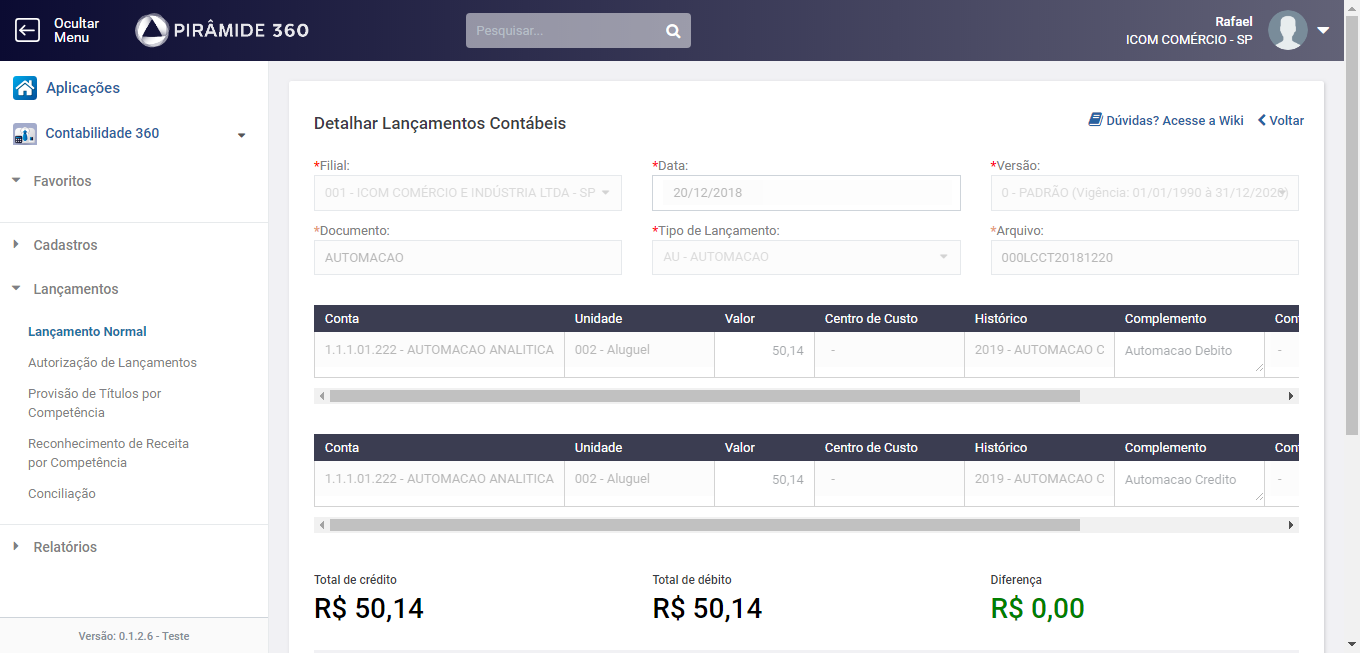 Ocultar
Menu
PIRÂMIDE 360
Pesquisar...
Rafael
ICOM COMÉRCIO - SP
Aplicações
Contabilidade 360
Favoritos
Cadastros
Lançamentos
Lançamento Normal
Autorização de Lançamentos
Provisão de Títulos por
Competência
Reconhecimento de Receita
por Competência
Conciliação
Relatórios
Versão: 0.1.2.6 - Teste
Detalhar Lançamentos Contábeis
Dúvidas? Acesse a Wiki Voltar
*Filial: *Data: *Versão:
001 - ICOM COMÉRCIO E INDÚSTRIA LTDA - SP 20/12/2018 0 - PADRÃO (Vigência: 01/01/1990 à 31/12/2020)
*Documento: *Tipo de Lançamento: *Arquivo:
AUTOMACAO AU - AUTOMACAO 000LCCT20181220
Conta Unidade Valor Centro de Custo Histórico Complemento Con
1.1.1.01.222 - AUTOMACAO ANALITICA 002 - Aluguel 50,14 - 2019 - AUTOMACAO C Automacao Debito -
Conta Unidade Valor Centro de Custo Histórico Complemento Con
1.1.1.01.222 - AUTOMACAO ANALITICA 002 - Aluguel 50,14 - 2019 - AUTOMACAO C Automacao Credito -
Total de crédito Total de débito Diferença
R$ 50,14 R$ 50,14 R$ 0,00